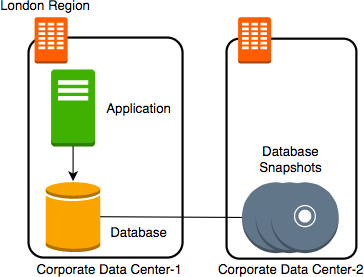 London Region
Application
Database
Snapshots
Database
Corporate Data Center-1
Corporate Data Center-2